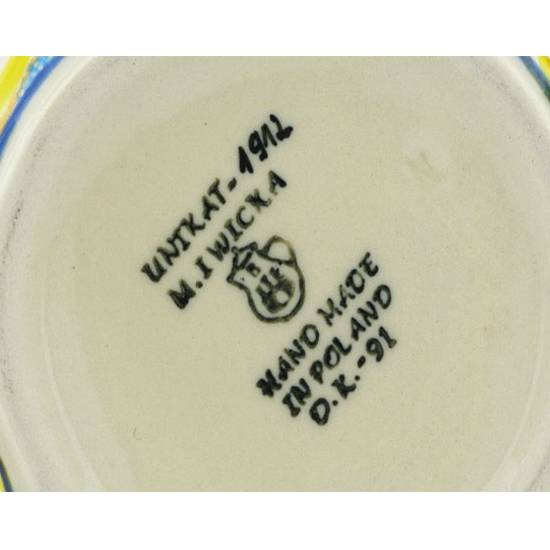 UNIKAT-1912
M. IWICKA
HAND MADE
IN POLAND
D.K.-91